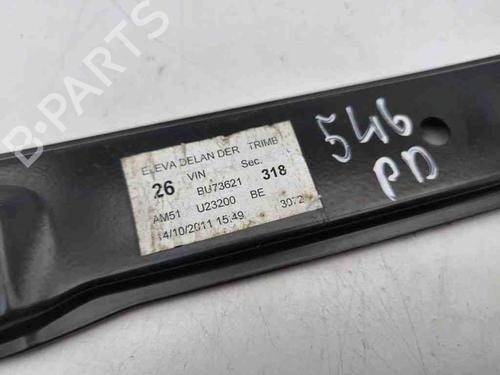 ELEVA DELAN DER TRIMB
26 VIN Sec. 318
BU73621
AM51 U23200 BE 3072
14/10/2011 15:49
546
PD
B-PARTS